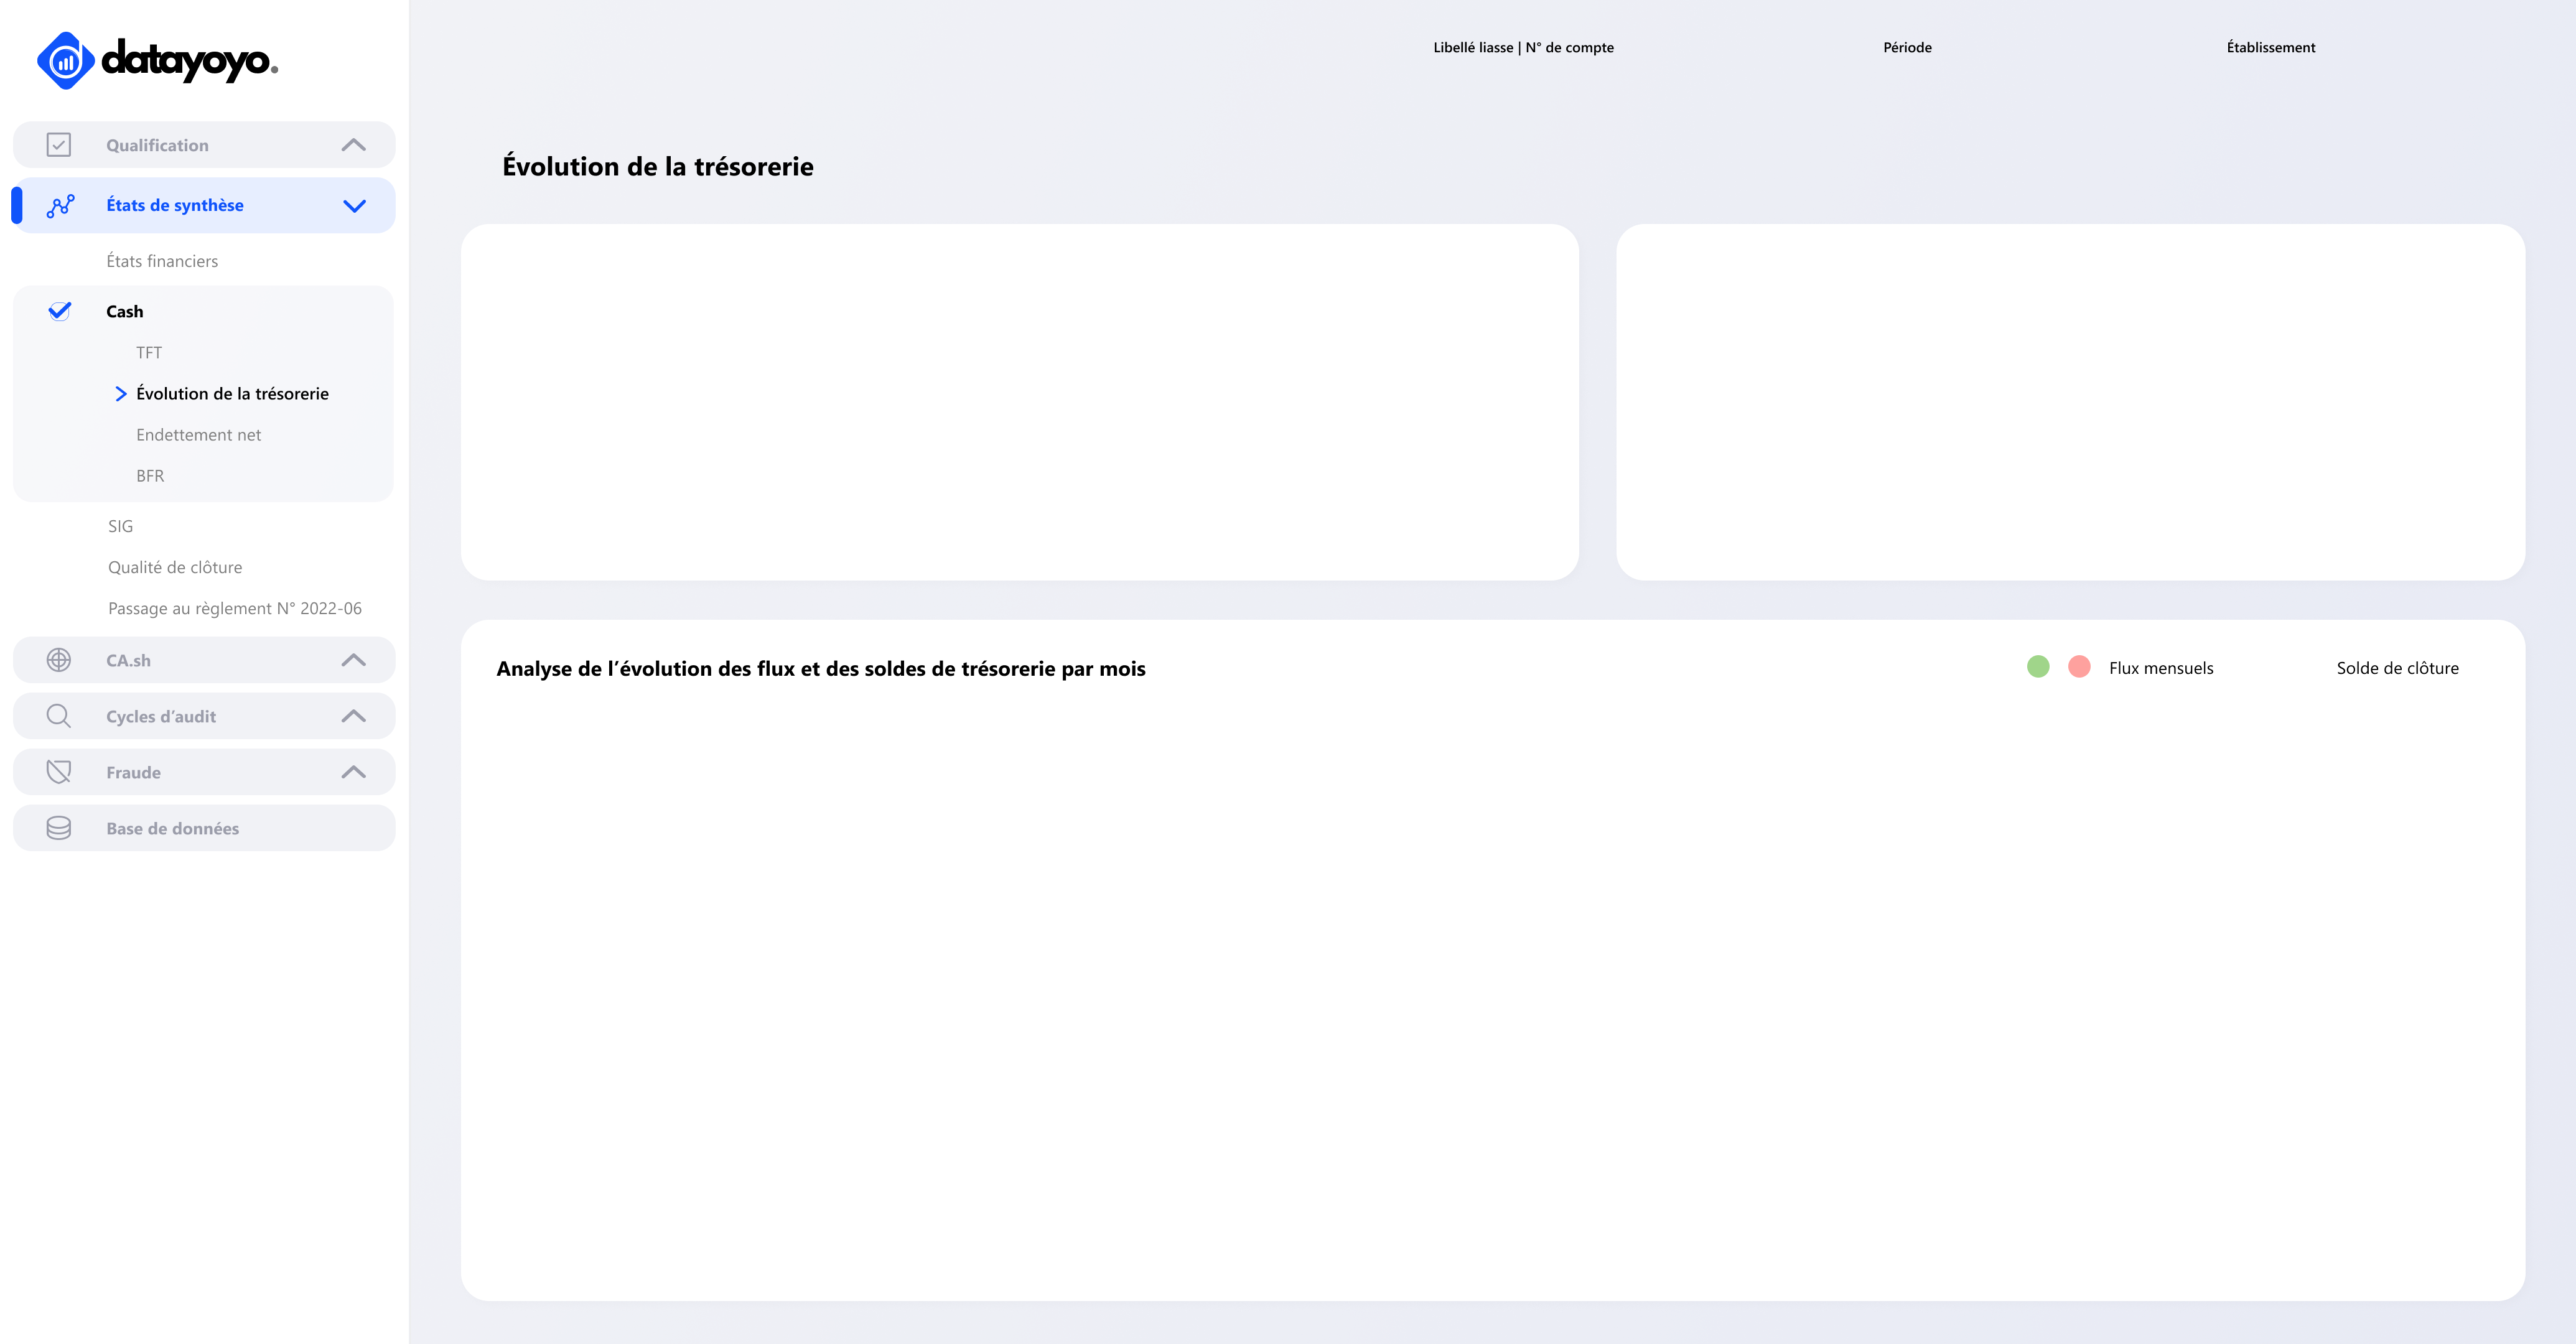 datayoyo.
Qualification
États de synthèse
États financiers
Cash
TFT
Évolution de la trésorerie
Endettement net
BFR
SIG
Qualité de clôture
Passage au règlement N° 2022-06
CA.sh
Cycles d’audit
Fraude
Base de données
Libellé liasse | N° de compte
Période
Établissement
Évolution de la trésorerie
Analyse de l’évolution des flux et des soldes de trésorerie par mois
Flux mensuels
Solde de clôture